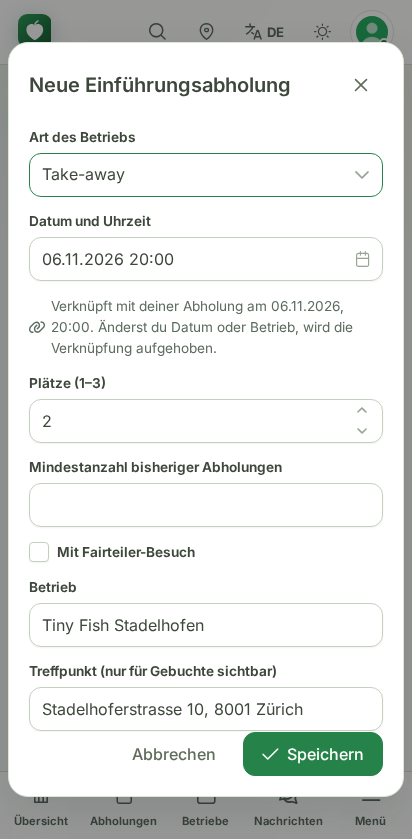 DE
Neue Einführungsabholung
Art des Betriebs
Take-away
Datum und Uhrzeit
06.11.2026 20:00
Verknüpft mit deiner Abholung am 06.11.2026,
20:00. Änderst du Datum oder Betrieb, wird die
Verknüpfung aufgehoben.
Plätze (1–3)
2
Mindestanzahl bisheriger Abholungen
Mit Fairteiler-Besuch
Betrieb
Tiny Fish Stadelhofen
Treffpunkt (nur für Gebuchte sichtbar)
Stadelhoferstrasse 10, 8001 Zürich
Abbrechen Speichern
Übersicht Abholungen Betriebe Nachrichten Menü